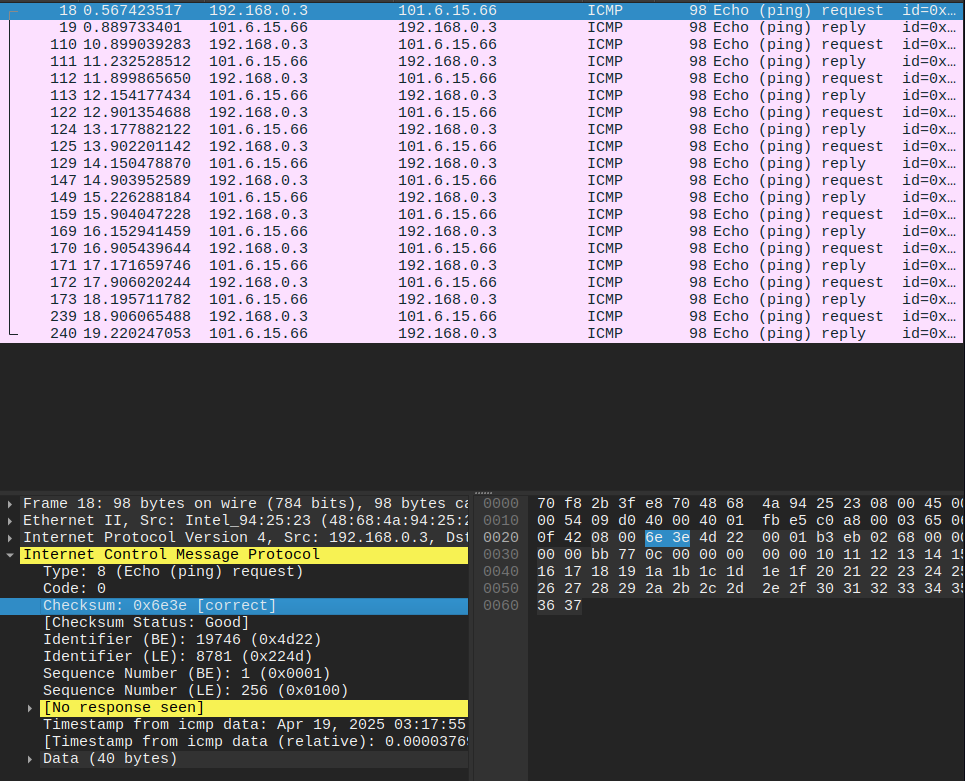 18 0.567423517 192.168.0.3 101.6.15.66 ICMP 98 Echo (ping) request id=0x…
19 0.889733401 101.6.15.66 192.168.0.3 ICMP 98 Echo (ping) reply id=0x…
110 10.899039283 192.168.0.3 101.6.15.66 ICMP 98 Echo (ping) request id=0x…
111 11.232528512 101.6.15.66 192.168.0.3 ICMP 98 Echo (ping) reply id=0x…
112 11.899865650 192.168.0.3 101.6.15.66 ICMP 98 Echo (ping) request id=0x…
113 12.154177434 101.6.15.66 192.168.0.3 ICMP 98 Echo (ping) reply id=0x…
122 12.901354688 192.168.0.3 101.6.15.66 ICMP 98 Echo (ping) request id=0x…
124 13.177882122 101.6.15.66 192.168.0.3 ICMP 98 Echo (ping) reply id=0x…
125 13.902201142 192.168.0.3 101.6.15.66 ICMP 98 Echo (ping) request id=0x…
129 14.150478870 101.6.15.66 192.168.0.3 ICMP 98 Echo (ping) reply id=0x…
147 14.903952589 192.168.0.3 101.6.15.66 ICMP 98 Echo (ping) request id=0x…
149 15.226288184 101.6.15.66 192.168.0.3 ICMP 98 Echo (ping) reply id=0x…
159 15.904047228 192.168.0.3 101.6.15.66 ICMP 98 Echo (ping) request id=0x…
169 16.152941459 101.6.15.66 192.168.0.3 ICMP 98 Echo (ping) reply id=0x…
170 16.905439644 192.168.0.3 101.6.15.66 ICMP 98 Echo (ping) request id=0x…
171 17.171659746 101.6.15.66 192.168.0.3 ICMP 98 Echo (ping) reply id=0x…
172 17.906020244 192.168.0.3 101.6.15.66 ICMP 98 Echo (ping) request id=0x…
173 18.195711782 101.6.15.66 192.168.0.3 ICMP 98 Echo (ping) reply id=0x…
239 18.906065488 192.168.0.3 101.6.15.66 ICMP 98 Echo (ping) request id=0x…
240 19.220247053 101.6.15.66 192.168.0.3 ICMP 98 Echo (ping) reply id=0x…
Frame 18: 98 bytes on wire (784 bits), 98 bytes ca
Ethernet II, Src: Intel_94:25:23 (48:68:4a:94:25:2
Internet Protocol Version 4, Src: 192.168.0.3, Dst
Internet Control Message Protocol
Type: 8 (Echo (ping) request)
Code: 0
Checksum: 0x6e3e [correct]
[Checksum Status: Good]
Identifier (BE): 19746 (0x4d22)
Identifier (LE): 8781 (0x224d)
Sequence Number (BE): 1 (0x0001)
Sequence Number (LE): 256 (0x0100)
[No response seen]
Timestamp from icmp data: Apr 19, 2025 03:17:55
[Timestamp from icmp data (relative): 0.00003769
Data (40 bytes)
0000 70 f8 2b 3f e8 70 48 68 4a 94 25 23 08 00 45 00
0010 00 54 09 d0 40 00 40 01 fb e5 c0 a8 00 03 65 06
0020 0f 42 08 00 6e 3e 4d 22 00 01 b3 eb 02 68 00 00
0030 00 00 bb 77 0c 00 00 00 00 00 10 11 12 13 14 15
0040 16 17 18 19 1a 1b 1c 1d 1e 1f 20 21 22 23 24 25
0050 26 27 28 29 2a 2b 2c 2d 2e 2f 30 31 32 33 34 35
0060 36 37